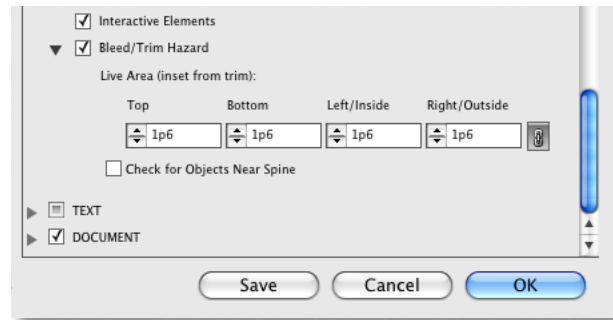 Interactive Elements
Bleed/Trim Hazard
Live Area (inset from trim):
Top Bottom Left/Inside Right/Outside
1p6 1p6 1p6 1p6
Check for Objects Near Spine
TEXT
DOCUMENT
Save Cancel OK